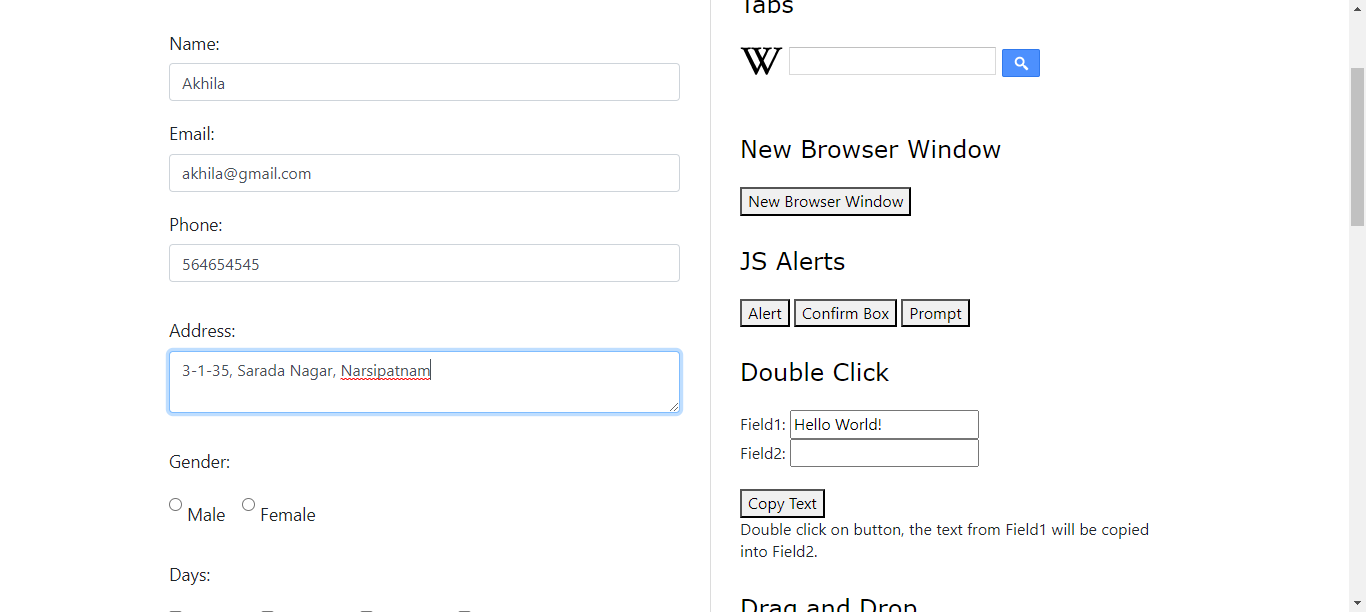 Name:
Akhila
Email:
akhila@gmail.com
Phone:
564654545
Address:
3-1-35, Sarada Nagar, Narsipatnam
Gender:
Male Female
Days:
Tabs
W
New Browser Window
New Browser Window
JS Alerts
Alert Confirm Box Prompt
Double Click
Field1: Hello World!
Field2:
Copy Text
Double click on button, the text from Field1 will be copied
into Field2.
Drag and Drop